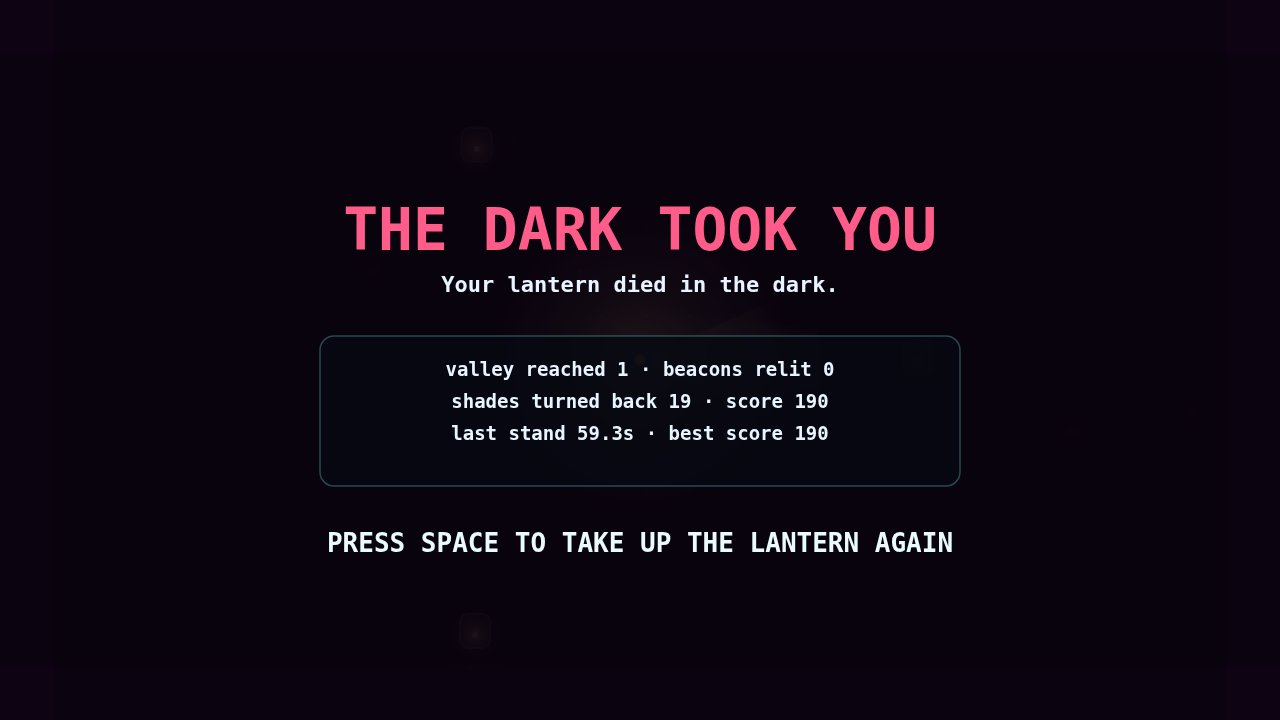 THE DARK TOOK YOU
Your lantern died in the dark.
valley reached 1 · beacons relit 0
shades turned back 19 · score 190
last stand 59.3s · best score 190
PRESS SPACE TO TAKE UP THE LANTERN AGAIN